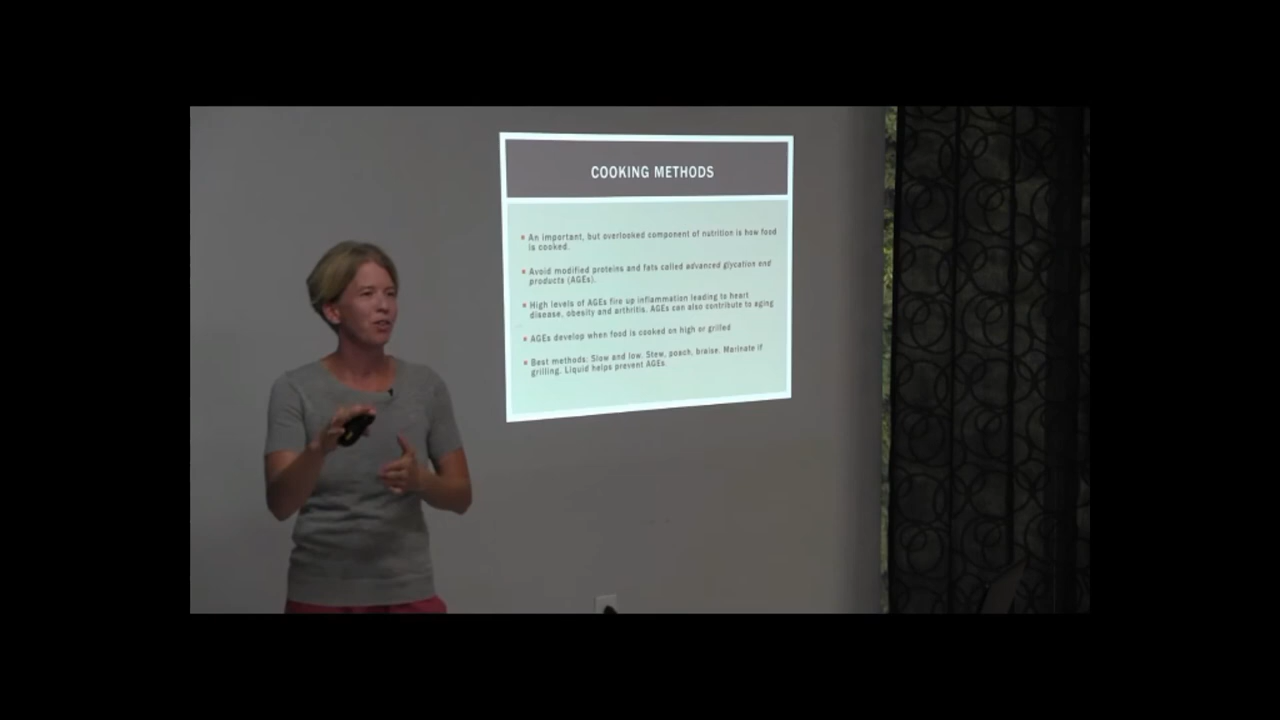 COOKING METHODS
An important, but overlooked component of nutrition is how food
is cooked.
Avoid modified proteins and fats called advanced glycation end
products (AGEs).
High levels of AGEs fire up inflammation leading to heart
disease, obesity and arthritis. AGEs can also contribute to aging
AGEs develop when food is cooked on high or grilled
Best methods: Slow and low. Stew, poach, braise. Marinate if
grilling. Liquid helps prevent AGEs.